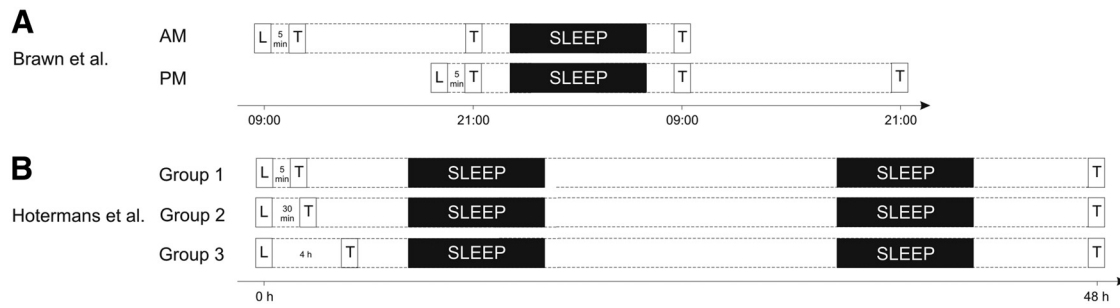 A
Brawn et al.
AM
L 5 min T T SLEEP T
PM
L 5 min T SLEEP T T
09:00 21:00 09:00 21:00
B
Hotermans et al.
Group 1
L 5 min T SLEEP SLEEP T
Group 2
L 30 min T SLEEP SLEEP T
Group 3
L 4 h T SLEEP SLEEP T
0 h 48 h